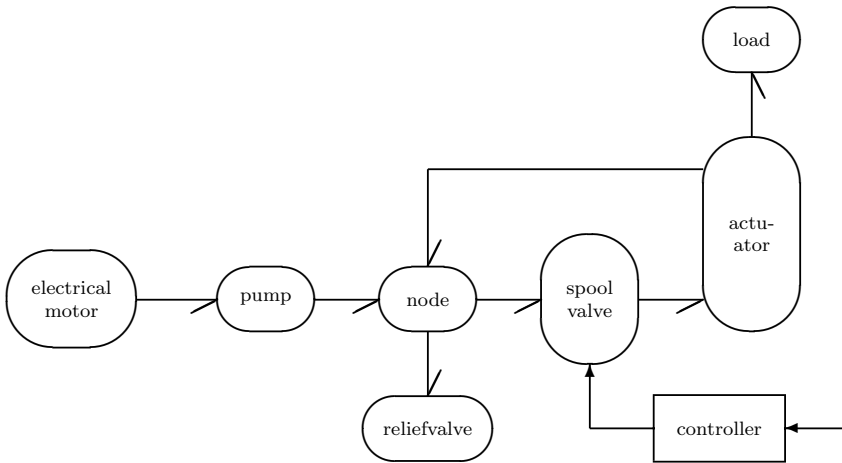 load
actu-
ator
electrical
motor
pump
node
spool
valve
reliefvalve
controller